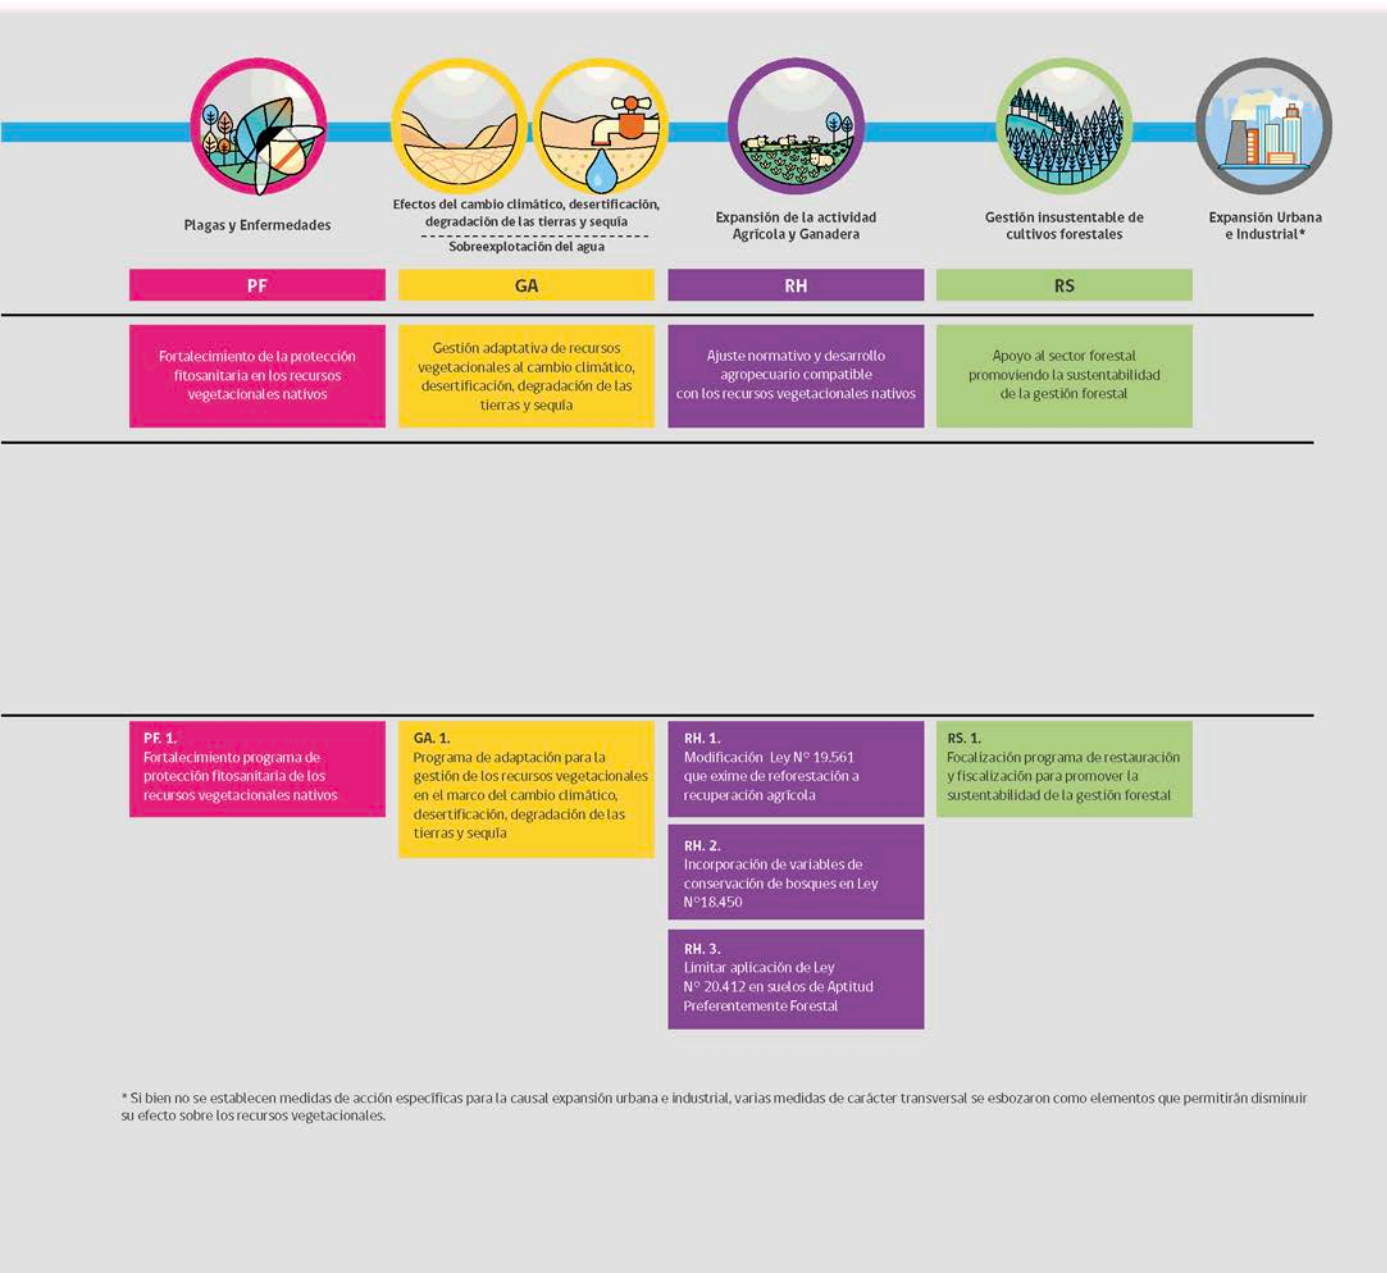 Plagas y Enfermedades
Efectos del cambio climático, desertificación,
degradación de las tierras y sequía
Sobreexplotación del agua
Expansión de la actividad
Agrícola y Ganadera
Gestión insustentable de
cultivos forestales
Expansión Urbana
e Industrial*
PF
GA
RH
RS
Fortalecimiento de la protección
fitosanitaria en los recursos
vegetacionales nativos
Gestión adaptativa de recursos
vegetacionales al cambio climático,
desertificación, degradación de las
tierras y sequía
Ajuste normativo y desarrollo
agropecuario compatible
con los recursos vegetacionales nativos
Apoyo al sector forestal
promoviendo la sustentabilidad
de la gestión forestal
PF. 1.
Fortalecimiento programa de
protección fitosanitaria de los
recursos vegetacionales nativos
GA. 1.
Programa de adaptación para la
gestión de los recursos vegetacionales
en el marco del cambio climático,
desertificación, degradación de las
tierras y sequía
RH. 1.
Modificación Ley Nº 19.561
que exime de reforestación a
recuperación agrícola
RH. 2.
Incorporación de variables de
conservación de bosques en Ley
Nº18.450
RH. 3.
Limitar aplicación de Ley
Nº 20.412 en suelos de Aptitud
Preferentemente Forestal
RS. 1.
Focalización programa de restauración
y fiscalización para promover la
sustentabilidad de la gestión forestal
* Si bien no se establecen medidas de acción específicas para la causal expansión urbana e industrial, varias medidas de carácter transversal se esbozaron como elementos que permitirán disminuir
su efecto sobre los recursos vegetacionales.